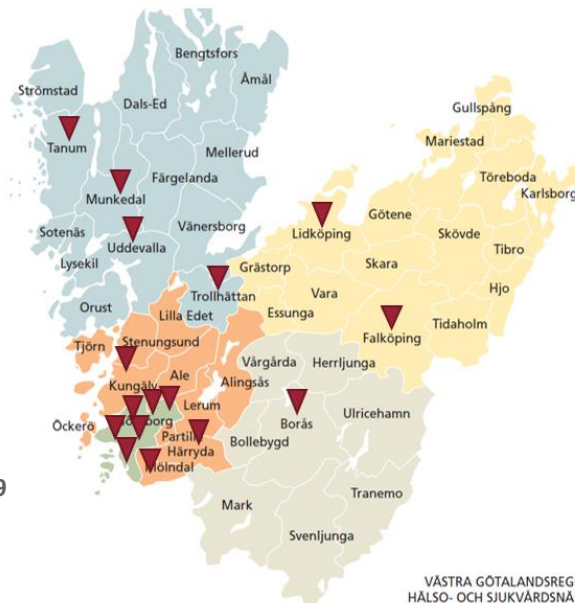 Bengtsfors
Åmål
Strömstad
Dals-Ed
Gullspång
Tanum
Mellerud
Mariestad
Munkedal
Färgelanda
Töreboda
Karlsborg
Sotenäs
Uddevalla
Vänersborg
Lidköping
Götene
Skövde
Lysekil
Grästorp
Skara
Tibro
Orust
Trollhättan
Vara
Hjo
Lilla Edet
Essunga
Falköping
Tidaholm
Tjörn
Stenungsund
Vårgårda
Herrljunga
Kungälv
Ale
Alingsås
Öckerö
Lerum
Borås
Ulricehamn
Partille
Bollebygd
Härryda
Mölndal
9
Mark
Tranemo
Svenljunga
VÄSTRA GÖTALANDSREG
HÄLSO- OCH SJUKVÅRDSNÄ